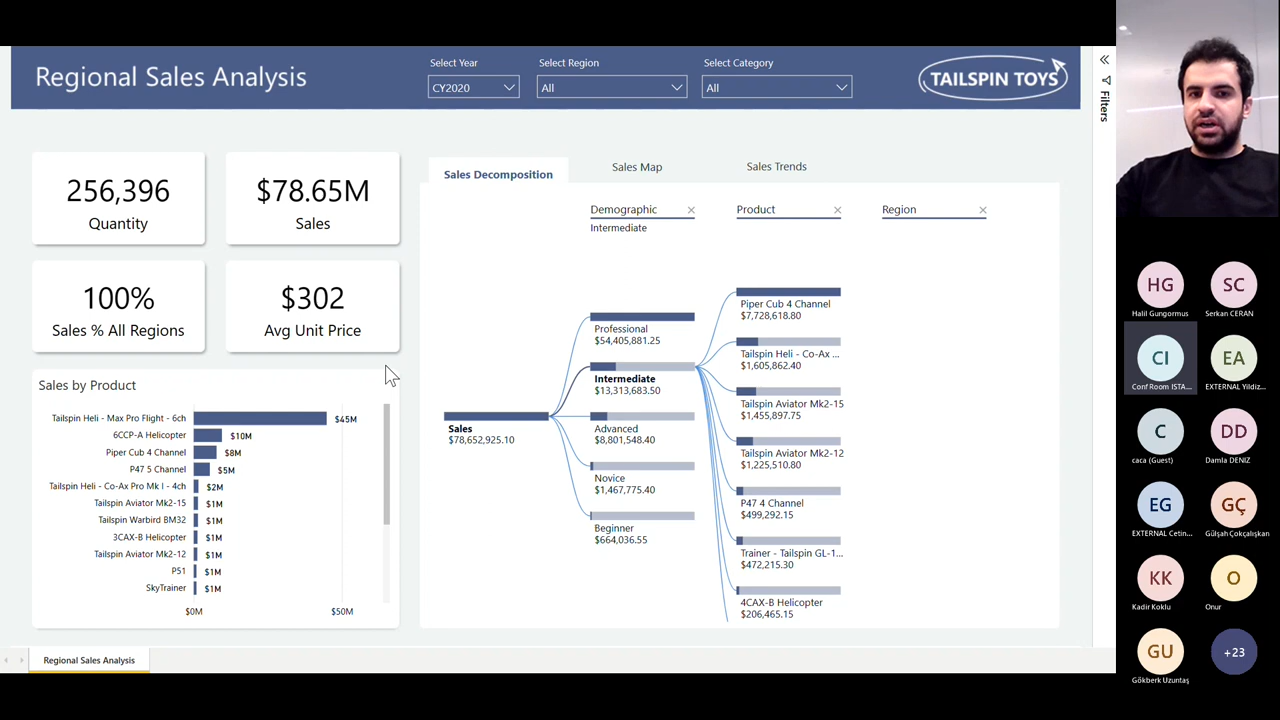 Regional Sales Analysis
Select Year
CY2020
Select Region
All
Select Category
All
TAILSPIN TOYS
Filters
256,396
Quantity
$78.65M
Sales
100%
Sales % All Regions
$302
Avg Unit Price
Sales by Product
Tailspin Heli - Max Pro Flight - 6ch $45M
6CCP-A Helicopter $10M
Piper Cub 4 Channel $8M
P47 5 Channel $5M
Tailspin Heli - Co-Ax Pro Mk I - 4ch $2M
Tailspin Aviator Mk2-15 $1M
Tailspin Warbird BM32 $1M
3CAX-B Helicopter $1M
Tailspin Aviator Mk2-12 $1M
P51 $1M
SkyTrainer $1M
$0M $50M
Sales Decomposition
Sales Map
Sales Trends
Demographic
Intermediate
Product
Region
Sales
$78,652,925.10
Professional
$54,405,881.25
Intermediate
$13,313,683.50
Advanced
$8,801,548.40
Novice
$1,467,775.40
Beginner
$664,036.55
Piper Cub 4 Channel
$7,728,618.80
Tailspin Heli - Co-Ax ...
$1,605,862.40
Tailspin Aviator Mk2-15
$1,455,897.75
Tailspin Aviator Mk2-12
$1,225,510.80
P47 4 Channel
$499,292.15
Trainer - Tailspin GL-1...
$472,215.30
4CAX-B Helicopter
$206,465.15
Regional Sales Analysis
HG
Halil Gungormus
SC
Serkan CERAN
CI
Conf Room ISTA...
EA
EXTERNAL Yildiz...
C
caca (Guest)
DD
Damla DENIZ
EG
EXTERNAL Cetin...
GÇ
Gülşah Çokçalışkan
KK
Kadir Koklu
O
Onur
GU
Gökberk Uzuntaş
+23